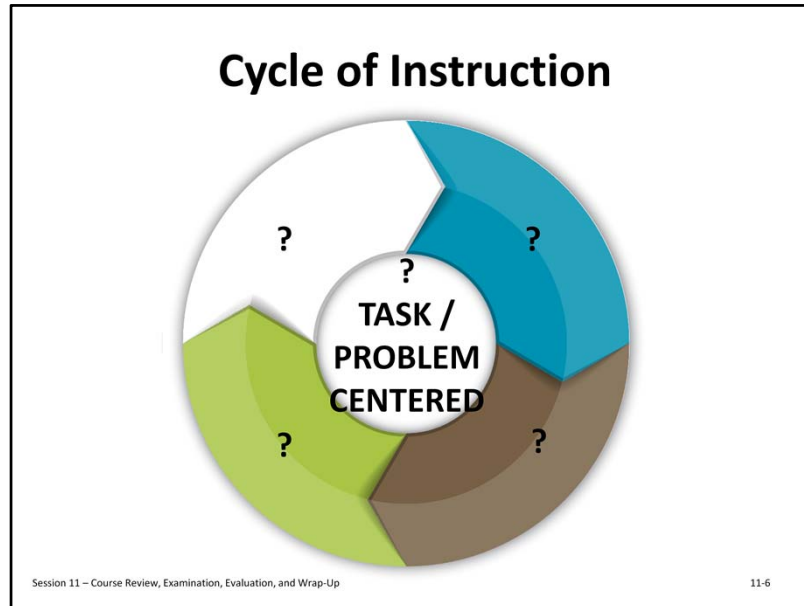 Cycle of Instruction
?
?
?
TASK /
PROBLEM
CENTERED
?
?
Session 11 – Course Review, Examination, Evaluation, and Wrap-Up
11-6